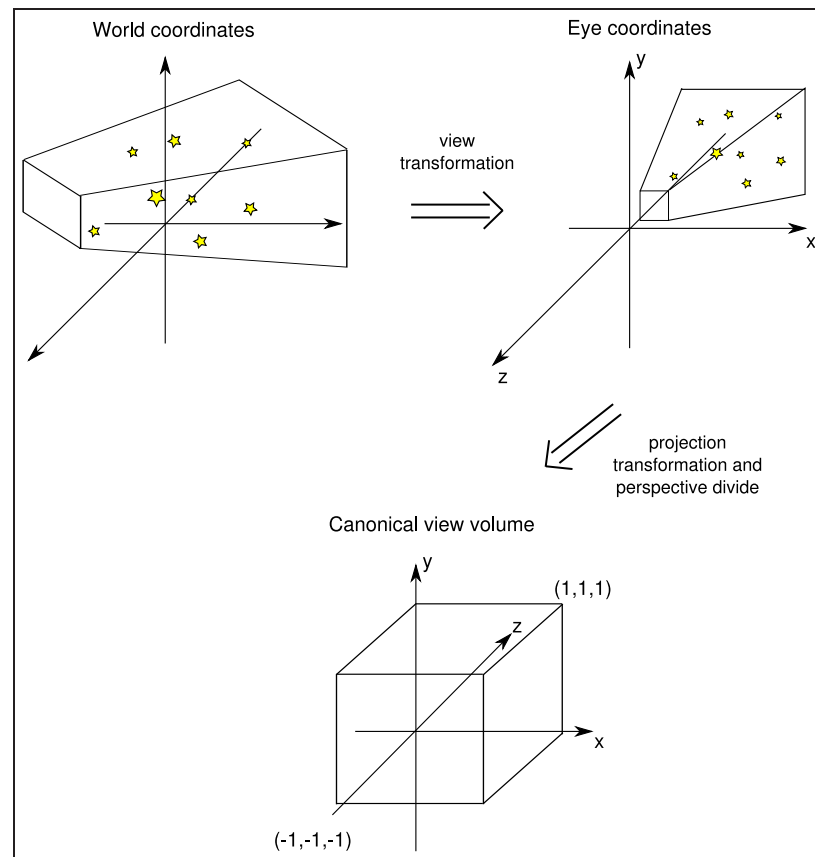 World coordinates
Eye coordinates
y
view
transformation
x
z
projection
transformation and
perspective divide
Canonical view volume
y
(1,1,1)
z
x
(-1,-1,-1)